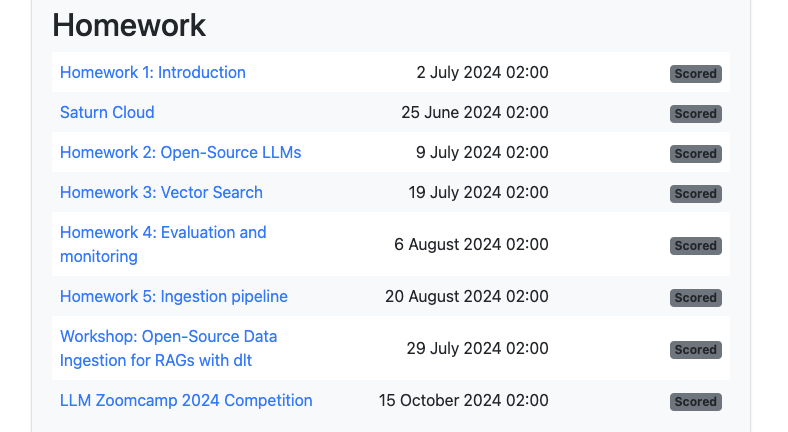 Homework
Homework 1: Introduction 2 July 2024 02:00 Scored
Saturn Cloud 25 June 2024 02:00 Scored
Homework 2: Open-Source LLMs 9 July 2024 02:00 Scored
Homework 3: Vector Search 19 July 2024 02:00 Scored
Homework 4: Evaluation and
monitoring 6 August 2024 02:00 Scored
Homework 5: Ingestion pipeline 20 August 2024 02:00 Scored
Workshop: Open-Source Data
Ingestion for RAGs with dlt 29 July 2024 02:00 Scored
LLM Zoomcamp 2024 Competition 15 October 2024 02:00 Scored